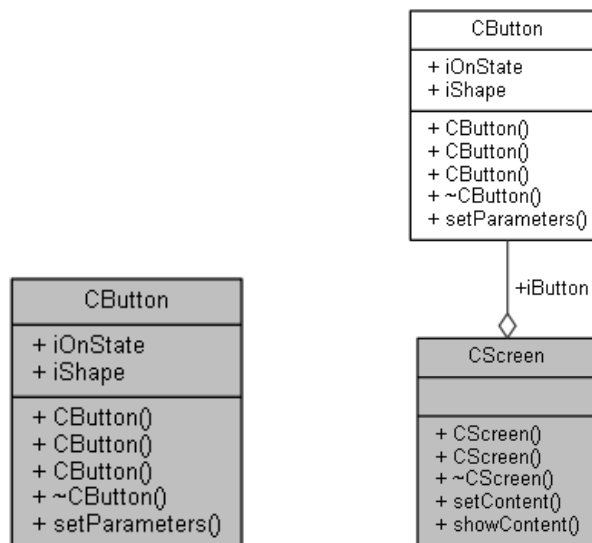 CButton
+ iOnState
+ iShape
+ CButton()
+ CButton()
+ CButton()
+ ~CButton()
+ setParameters()
CButton
+ iOnState
+ iShape
+ CButton()
+ CButton()
+ CButton()
+ ~CButton()
+ setParameters()
+iButton
CScreen
+ CScreen()
+ CScreen()
+ ~CScreen()
+ setContent()
+ showContent()